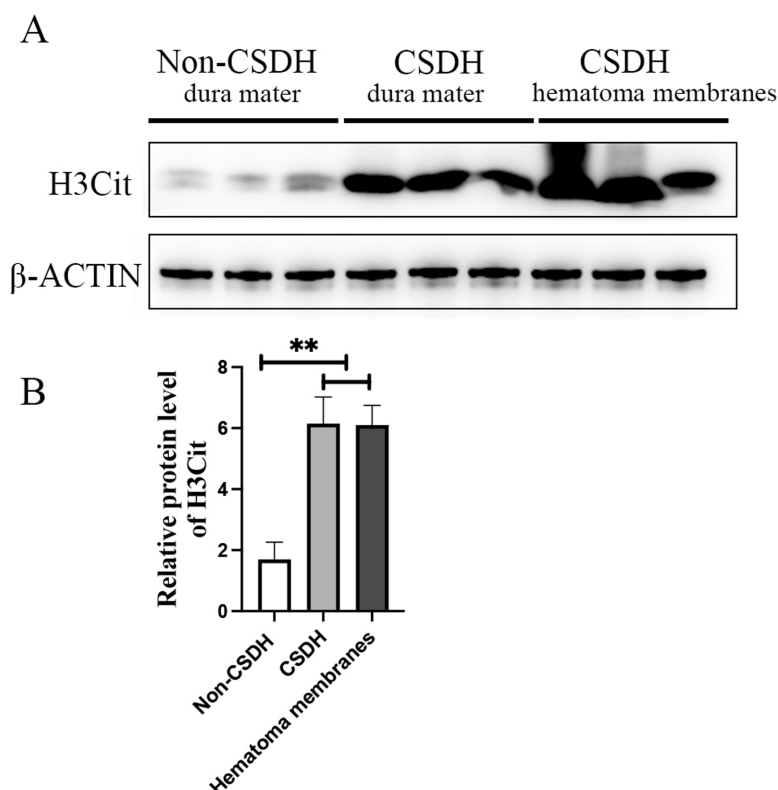 A
Non-CSDH CSDH CSDH
dura mater dura mater hematoma membranes
H3Cit
β-ACTIN
B
**
Relative protein level
of H3Cit
8
6
4
2
0
Non-CSDH
CSDH
Hematoma membranes